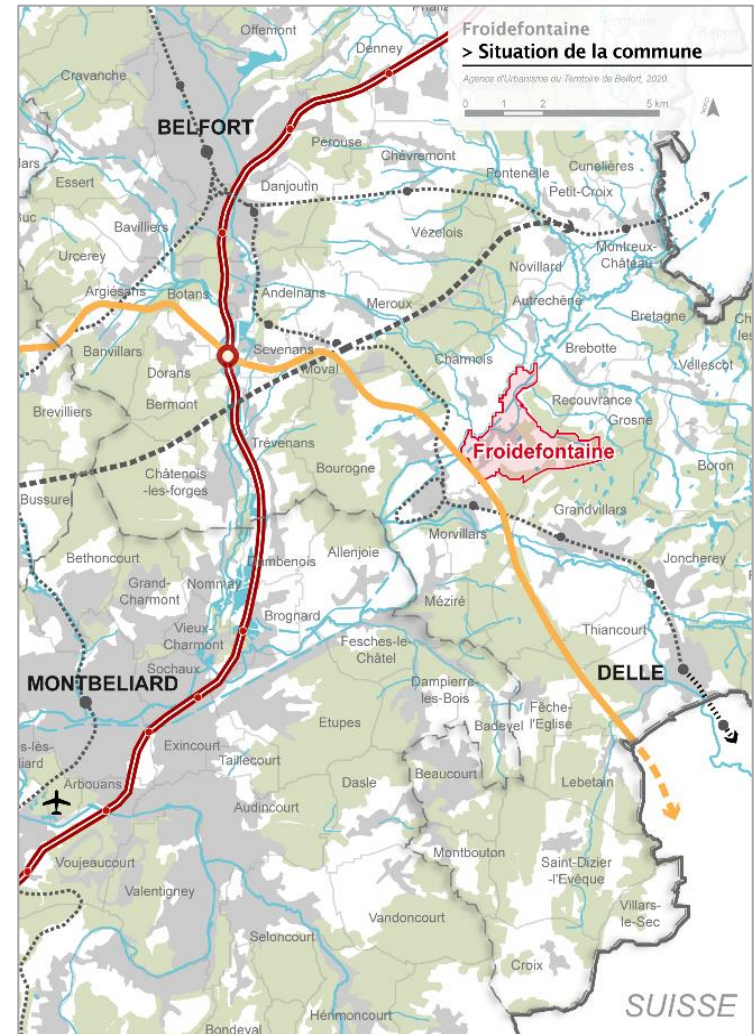 Froidefontaine
> Situation de la commune
Agence d'Urbanisme du Territoire de Belfort, 2020.
0 1 2 5 km
NORD
Offemont
Denney
Cravanche
BELFORT
Pérouse
Chèvremont
Fontenelle
Cunelières
Petit-Croix
Essert
Danjoutin
Bavilliers
Vézelois
Montreux-
Château
Urcerey
Novillard
Argiésans
Botans
Andelnans
Meroux
Autrechêne
Bretagne
Banvillars
Sevenans
Moval
Charmois
Brebotte
Vellescot
Dorans
Bermont
Brevilliers
Recouvrance
Grosne
Trévenans
Froidefontaine
Bourogne
Boron
Châtenois
-les-forges
Bussurel
Grandvillars
Morvillars
Allenjoie
Dambenois
Bethoncourt
Joncherey
Grand-
Charmont
Nommay
Méziré
Brognard
Vieux-
Charmont
Thiancourt
Fesches-le-
Châtel
Sochaux
MONTBELIARD
DELLE
Dampierre-
les-Bois
Fêche-
l'Eglise
Etupes
Badevel
Exincourt
Taillecourt
Beaucourt
Lebetain
Arbouans
Dasle
Audincourt
Montbouton
Voujeaucourt
Saint-Dizier
-l'Evêque
Valentigney
Villars-
le-Sec
Vandoncourt
Seloncourt
Croix
SUISSE
Bondeval
Hérimoncourt